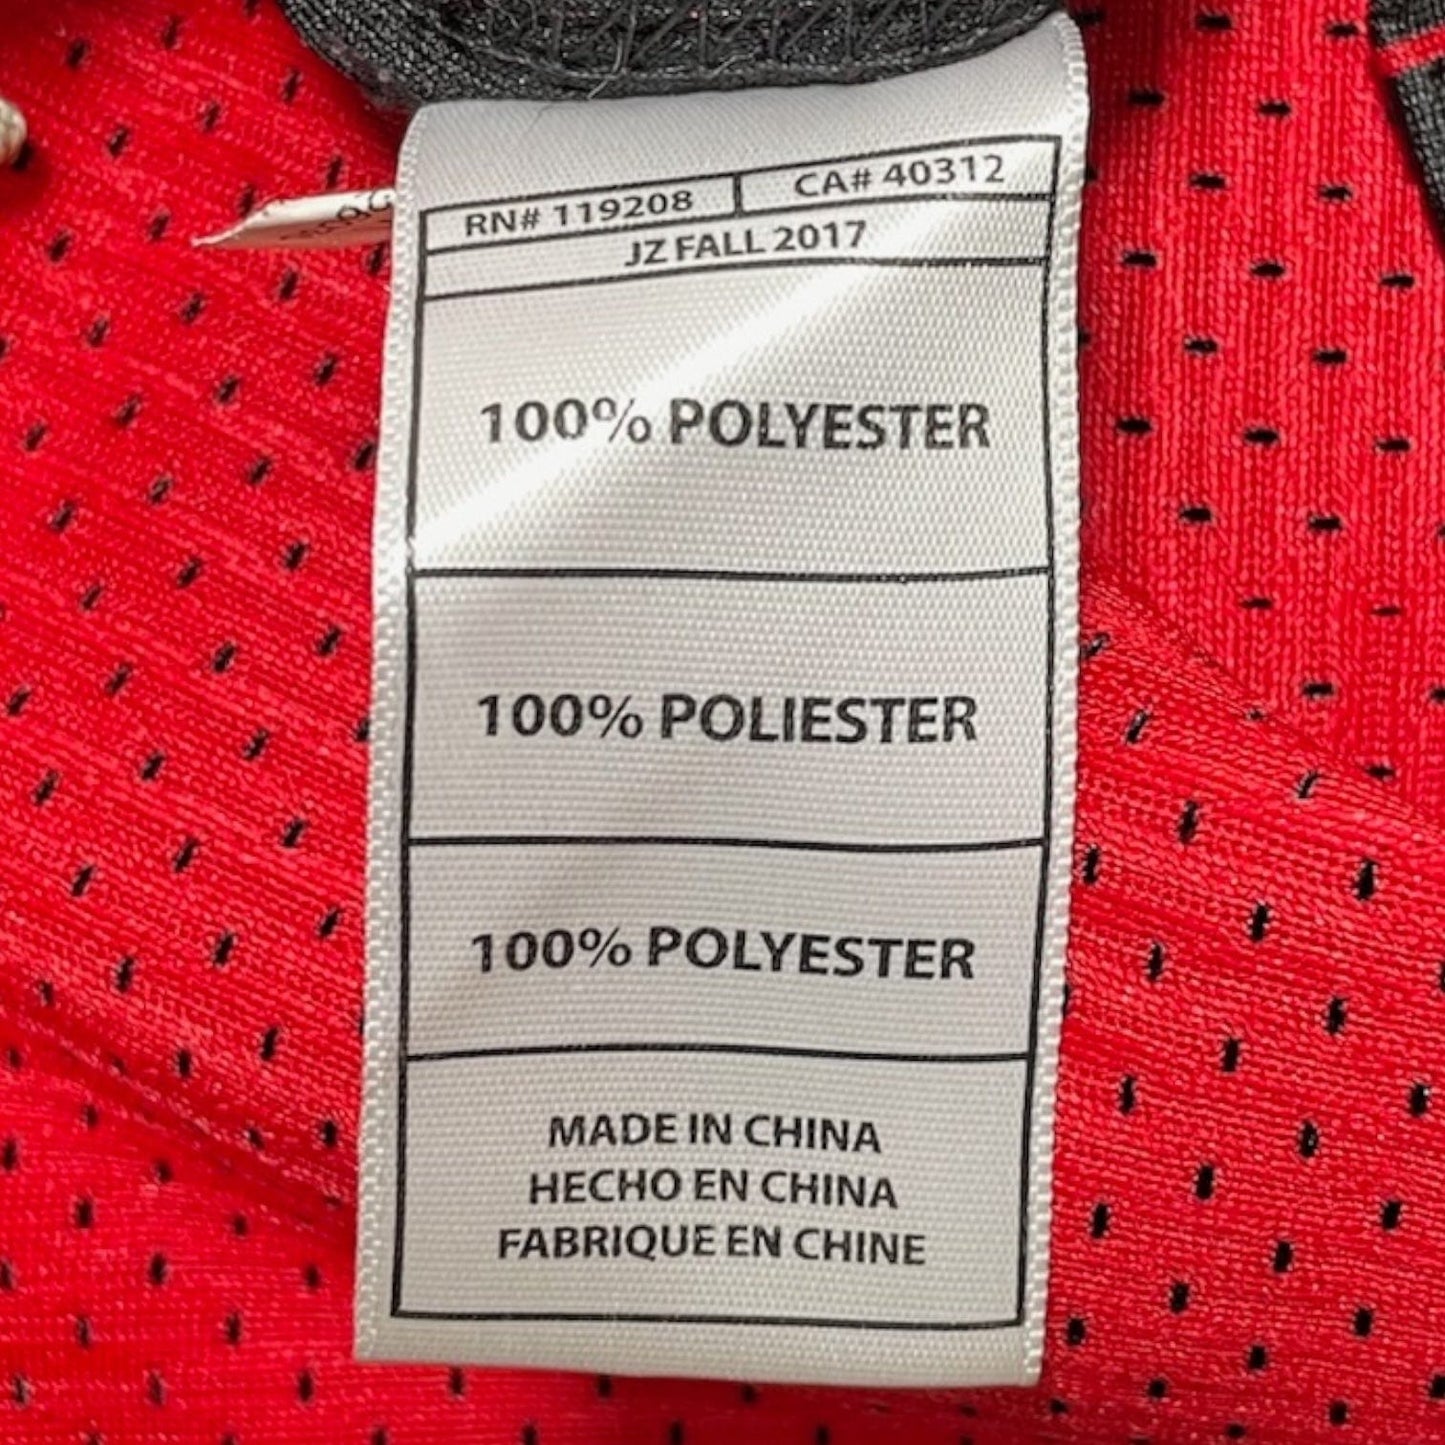 RN# 119208 CA# 40312
JZ FALL 2017
100% POLYESTER
100% POLIESTER
100% POLYESTER
MADE IN CHINA
HECHO EN CHINA
FABRIQUE EN CHINE